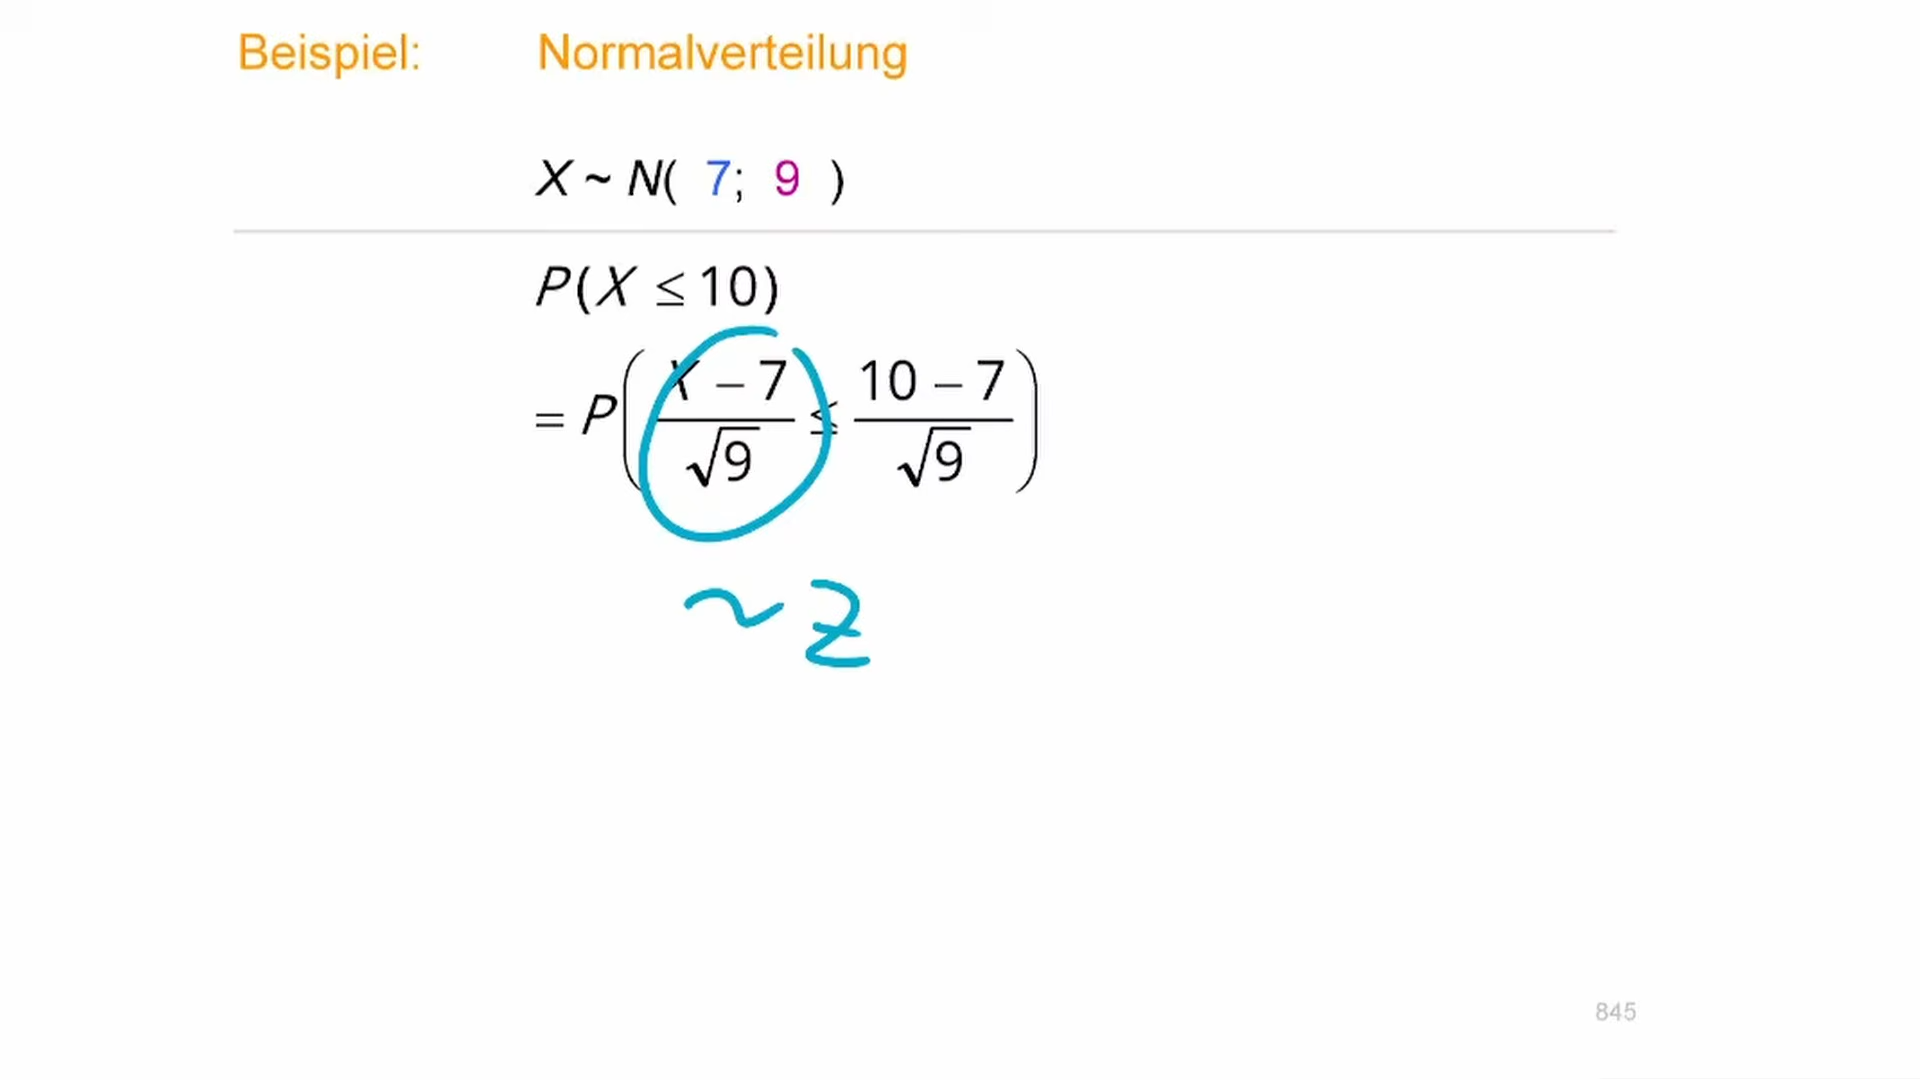 Beispiel: Normalverteilung
X ~ N( 7; 9 )
P(X ≤ 10)
= P( (X − 7)/√9 ≤ (10 − 7)/√9 )
~ Z
845